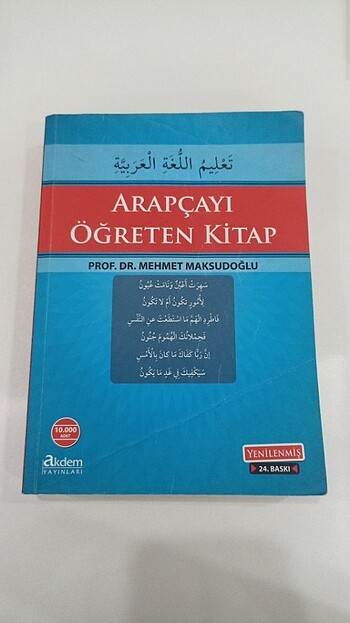 تَعْلِيمُ اللُّغَةِ الْعَرَبِيَّةِ
ARAPÇAYI
ÖĞRETEN KİTAP
PROF. DR. MEHMET MAKSUDOĞLU
سَهِرَتْ أَعْيُنٌ وَنَامَتْ عُيُونُ
لِأُمُورٍ تَكُونُ أَمْ لَا تَكُونُ
فَاطْرِدِ الْهَمَّ مَا اسْتَطَعْتَ عَنِ النَّفْسِ
فَحِمْلَانُكَ الْهُمُومَ جُنُونُ
إِنَّ رَبًّا كَفَاكَ مَا كَانَ بِالْأَمْسِ
سَيَكْفِيكَ فِي غَدٍ مَا يَكُونُ
10.000
ADET
akdem
YAYINLARI
YENİLENMİŞ
24. BASKI